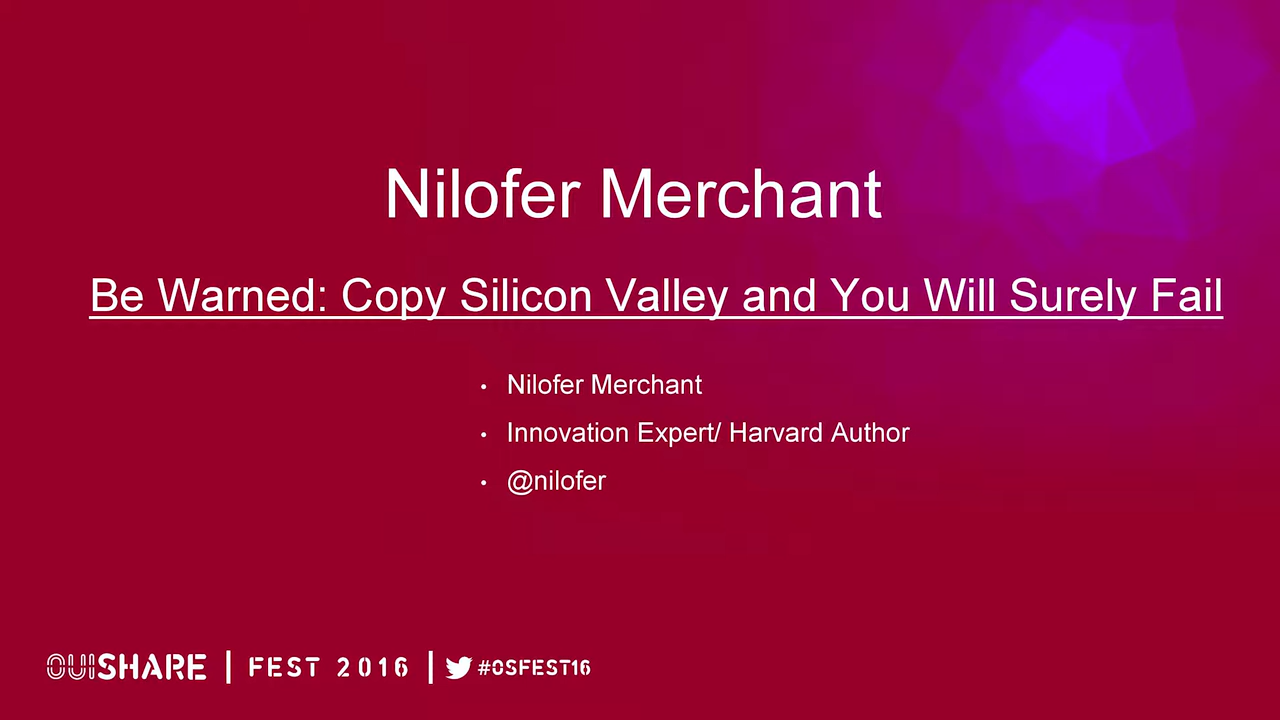 Nilofer Merchant
Be Warned: Copy Silicon Valley and You Will Surely Fail
• Nilofer Merchant
• Innovation Expert/ Harvard Author
• @nilofer
OUISHARE | FEST 2016 | #OSFEST16